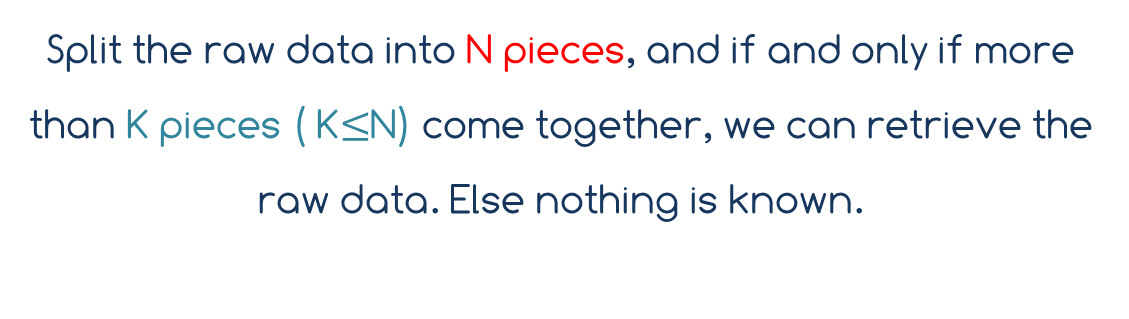 Split the raw data into N pieces, and if and only if more
than K pieces ( K≤N) come together, we can retrieve the
raw data. Else nothing is known.